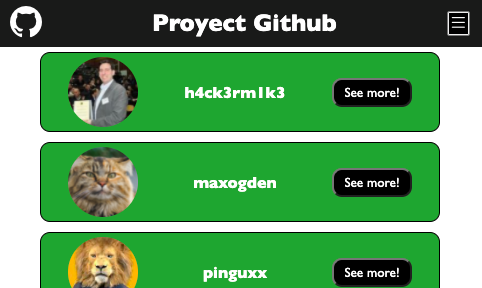 Proyect Github
h4ck3rm1k3
See more!
maxogden
See more!
pinguxx
See more!